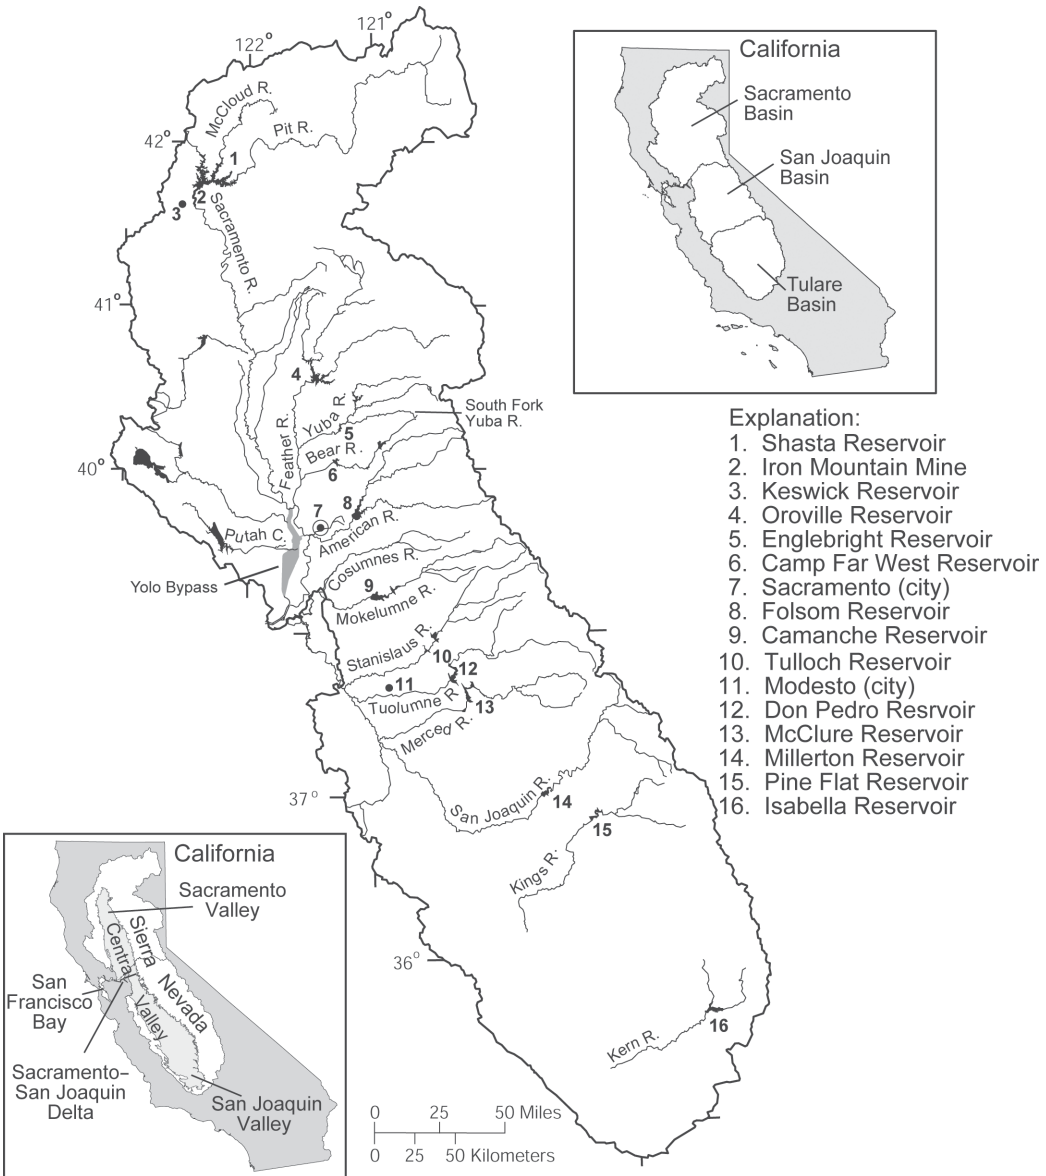 121°
122°
42°
41°
40°
37°
36°
McCloud R.
Pit R.
1
2
3
Sacramento R.
4
Feather R.
Yuba R.
5
South Fork
Yuba R.
Bear R.
6
7
8
American R.
Putah C.
Yolo Bypass
Cosumnes R.
9
Mokelumne R.
Stanislaus R.
10
11
12
Tuolumne R.
13
Merced R.
San Joaquin R.
14
15
Kings R.
16
Kern R.
California
Sacramento
Basin
San Joaquin
Basin
Tulare
Basin
Explanation:
1. Shasta Reservoir
2. Iron Mountain Mine
3. Keswick Reservoir
4. Oroville Reservoir
5. Englebright Reservoir
6. Camp Far West Reservoir
7. Sacramento (city)
8. Folsom Reservoir
9. Camanche Reservoir
10. Tulloch Reservoir
11. Modesto (city)
12. Don Pedro Resrvoir
13. McClure Reservoir
14. Millerton Reservoir
15. Pine Flat Reservoir
16. Isabella Reservoir
California
Sacramento
Valley
Sierra Nevada
Central Valley
San
Francisco
Bay
Sacramento–
San Joaquin
Delta
San Joaquin
Valley
0 25 50 Miles
0 25 50 Kilometers